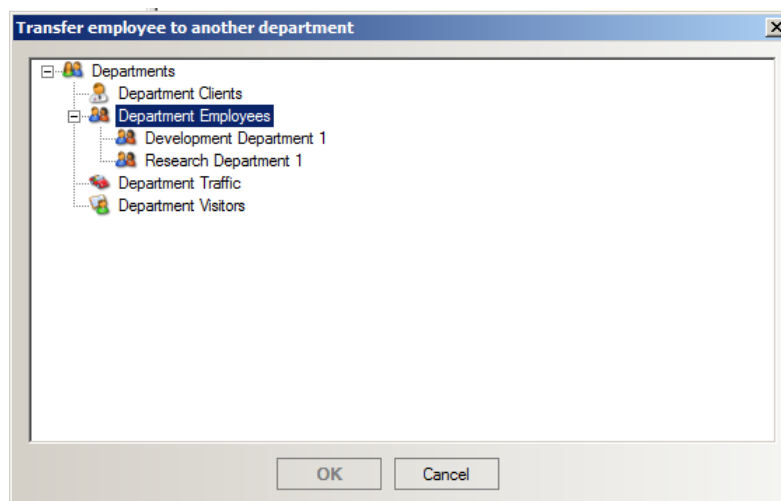 Transfer employee to another department
Departments
Department Clients
Department Employees
Development Department 1
Research Department 1
Department Traffic
Department Visitors
OK Cancel